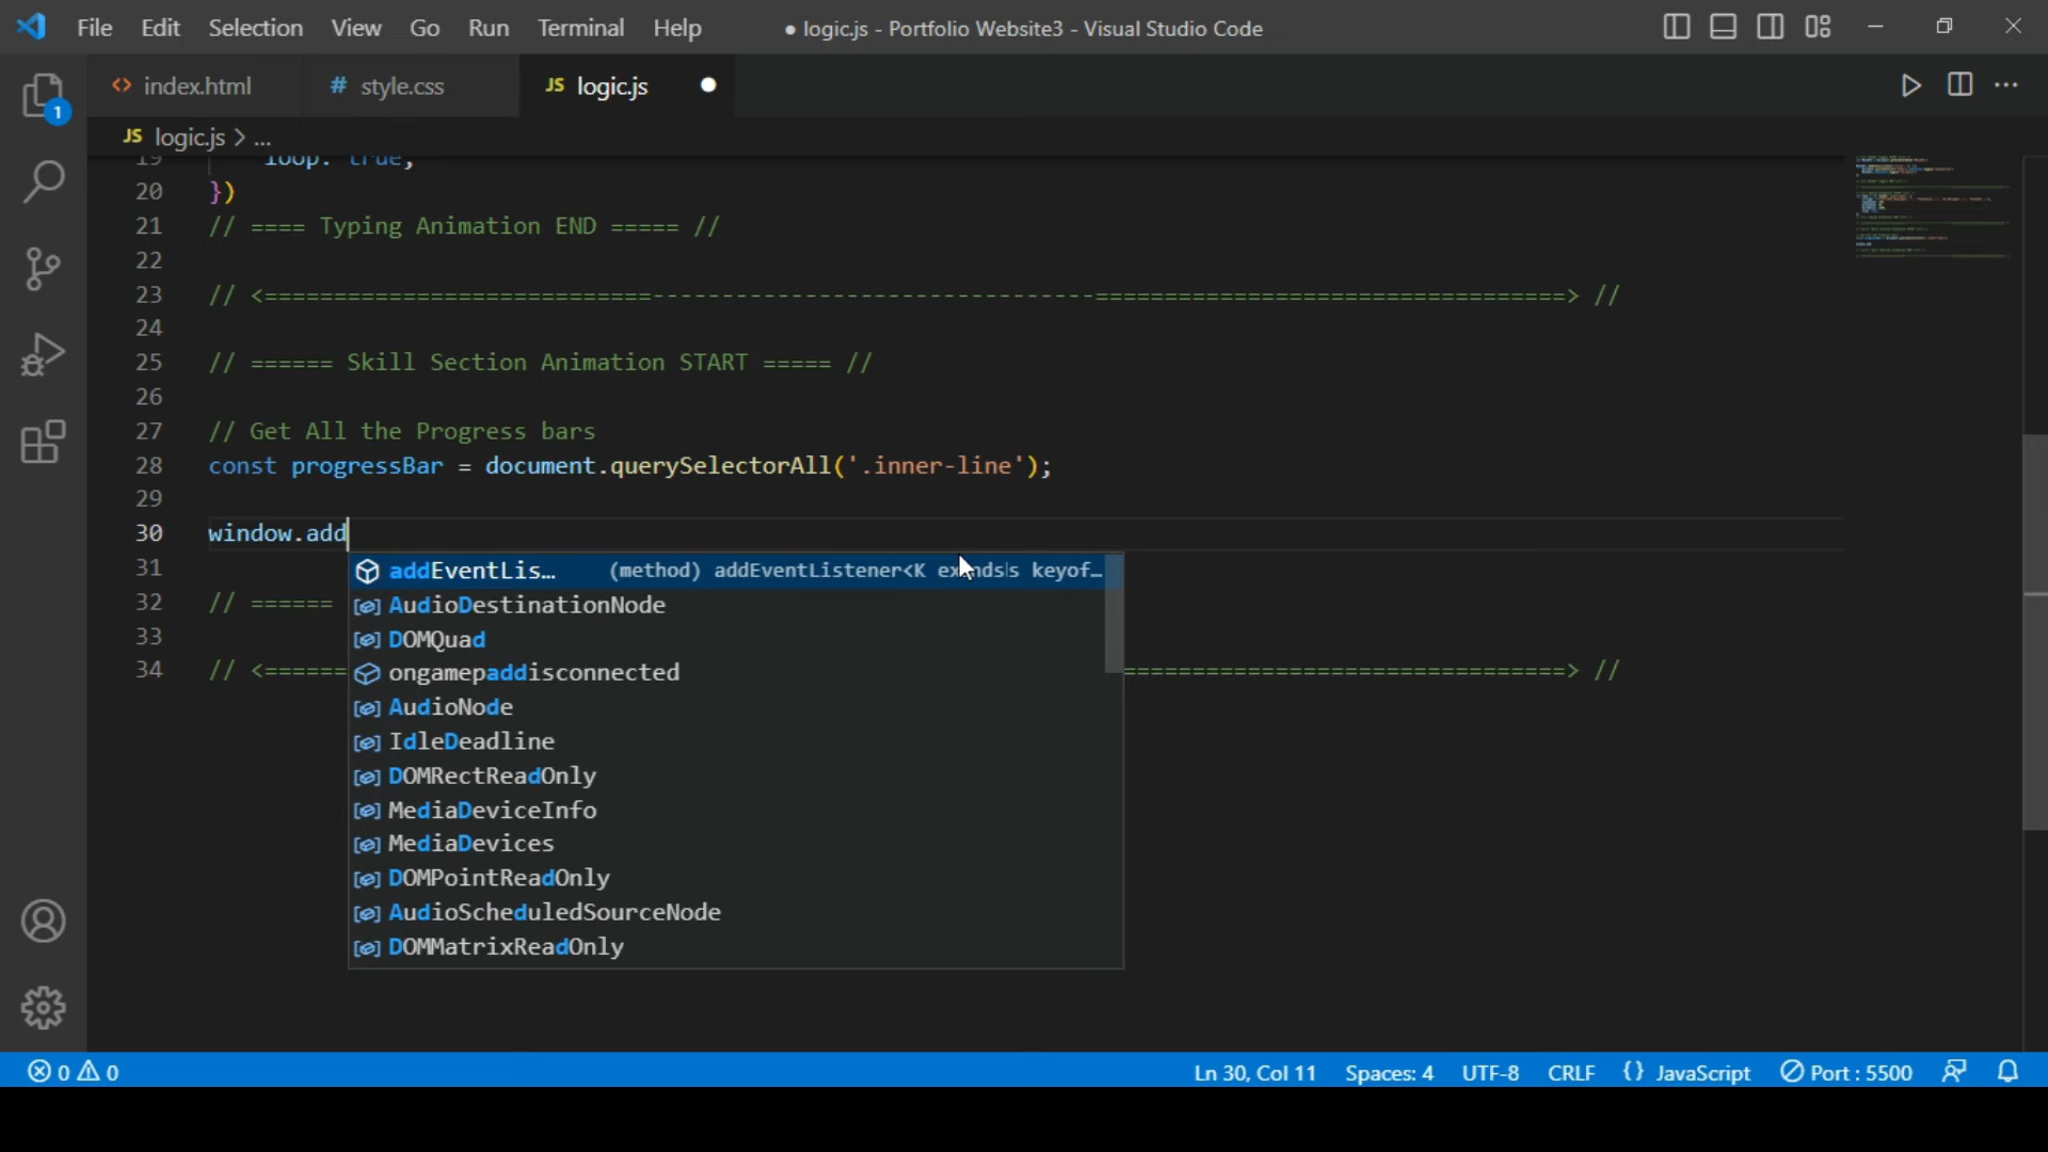 File Edit Selection View Go Run Terminal Help ● logic.js - Portfolio Website3 - Visual Studio Code
<> index.html # style.css JS logic.js ●
1
JS logic.js > ...
19 loop: true,
20 })
21 // ==== Typing Animation END ===== //
22
23 // <============================--------------------------------==================================> //
24
25 // ====== Skill Section Animation START ===== //
26
27 // Get All the Progress bars
28 const progressBar = document.querySelectorAll('.inner-line');
29
30 window.add
addEventLis... (method) addEventListener<K keyof...
31
AudioDestinationNode
32 // ======
DOMQuad
33
34 // <====== ================================> //
ongamepaddisconnected
AudioNode
IdleDeadline
DOMRectReadOnly
MediaDeviceInfo
MediaDevices
DOMPointReadOnly
AudioScheduledSourceNode
DOMMatrixReadOnly
0 0 Ln 30, Col 11 Spaces: 4 UTF-8 CRLF {} JavaScript Port : 5500